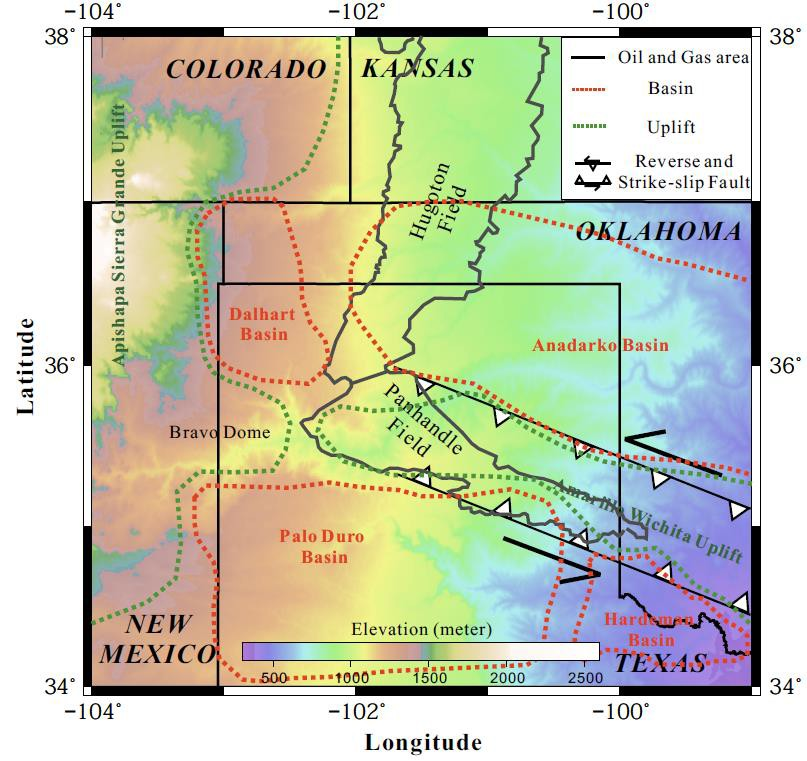 −104˚
−102˚
−100˚
38˚
38˚
COLORADO
KANSAS
Oil and Gas area
Basin
Uplift
Reverse and
Strike-slip Fault
Apishapa Sierra Grande Uplift
Hugoton
Field
OKLAHOMA
Dalhart
Basin
Anadarko Basin
36˚
36˚
Latitude
Panhandle
Field
Bravo Dome
Amarillo Wichita Uplift
Palo Duro
Basin
Hardeman
Basin
NEW
MEXICO
Elevation (meter)
500
1000
1500
2000
2500
TEXAS
34˚
34˚
−104˚
−102˚
−100˚
Longitude